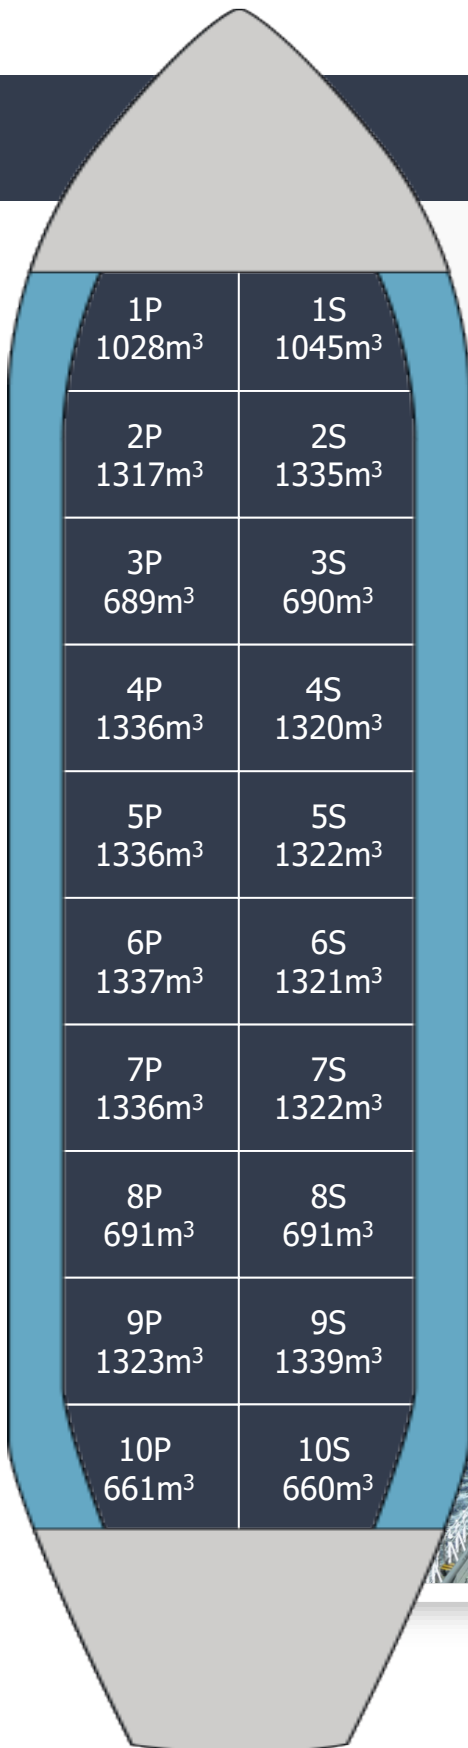 1P
1028m³
1S
1045m³
2P
1317m³
2S
1335m³
3P
689m³
3S
690m³
4P
1336m³
4S
1320m³
5P
1336m³
5S
1322m³
6P
1337m³
6S
1321m³
7P
1336m³
7S
1322m³
8P
691m³
8S
691m³
9P
1323m³
9S
1339m³
10P
661m³
10S
660m³